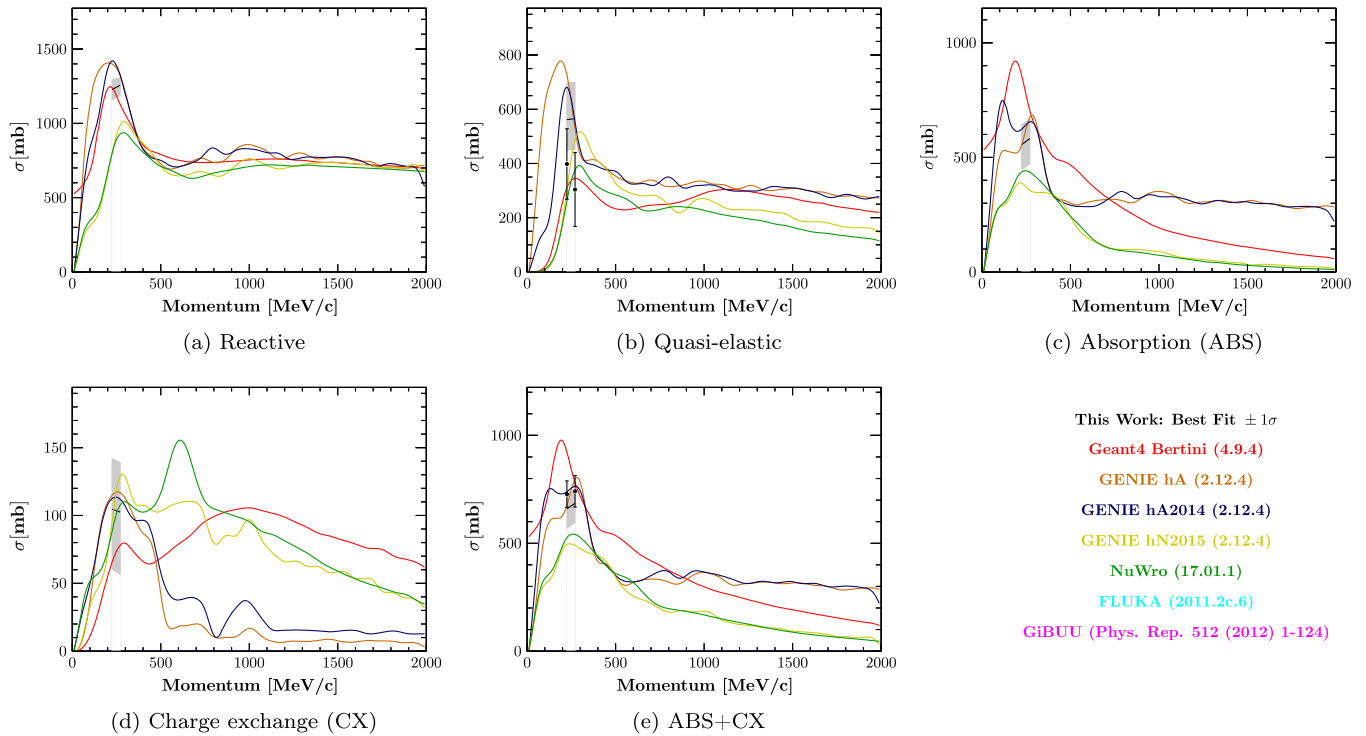 1500
1000
500
0
σ[mb]
0 500 1000 1500 2000
Momentum [MeV/c]
(a) Reactive
800
600
400
200
0
σ[mb]
0 500 1000 1500 2000
Momentum [MeV/c]
(b) Quasi-elastic
1000
500
0
σ[mb]
0 500 1000 1500 2000
Momentum [MeV/c]
(c) Absorption (ABS)
150
100
50
0
σ[mb]
0 500 1000 1500 2000
Momentum [MeV/c]
(d) Charge exchange (CX)
1000
500
0
σ[mb]
0 500 1000 1500 2000
Momentum [MeV/c]
(e) ABS+CX
This Work: Best Fit ± 1σ
Geant4 Bertini (4.9.4)
GENIE hA (2.12.4)
GENIE hA2014 (2.12.4)
GENIE hN2015 (2.12.4)
NuWro (17.01.1)
FLUKA (2011.2c.6)
GiBUU (Phys. Rep. 512 (2012) 1-124)